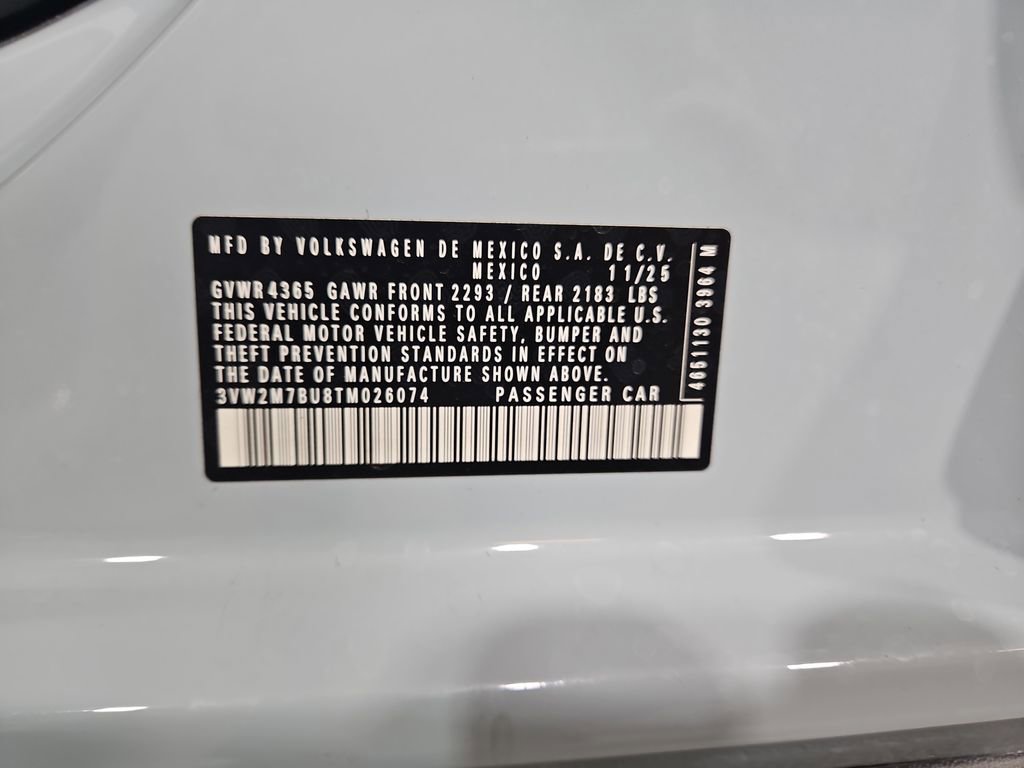 MFD BY VOLKSWAGEN DE MEXICO S.A. DE C.V.
MEXICO 11/25
GVWR 4365 GAWR FRONT 2293 / REAR 2183 LBS
THIS VEHICLE CONFORMS TO ALL APPLICABLE U.S.
FEDERAL MOTOR VEHICLE SAFETY, BUMPER AND
THEFT PREVENTION STANDARDS IN EFFECT ON
THE DATE OF MANUFACTURE SHOWN ABOVE.
3VW2M7BU8TM026074 PASSENGER CAR
4661130 3964 M